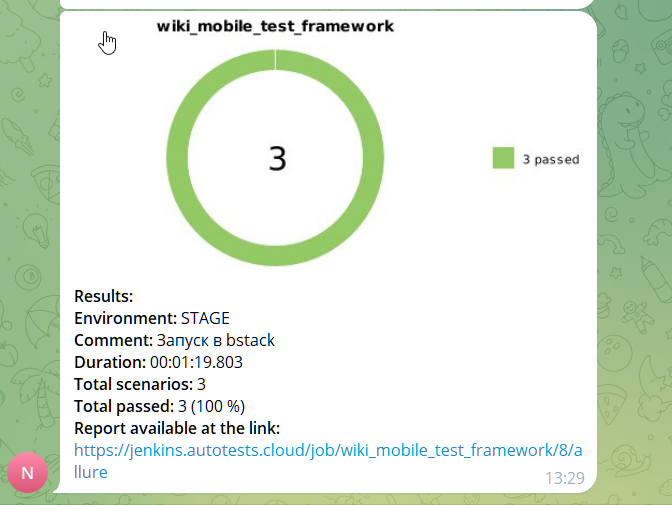 wiki_mobile_test_framework
3
3 passed
Results:
Environment: STAGE
Comment: Запуск в bstack
Duration: 00:01:19.803
Total scenarios: 3
Total passed: 3 (100 %)
Report available at the link:
https://jenkins.autotests.cloud/job/wiki_mobile_test_framework/8/a
llure
13:29
N